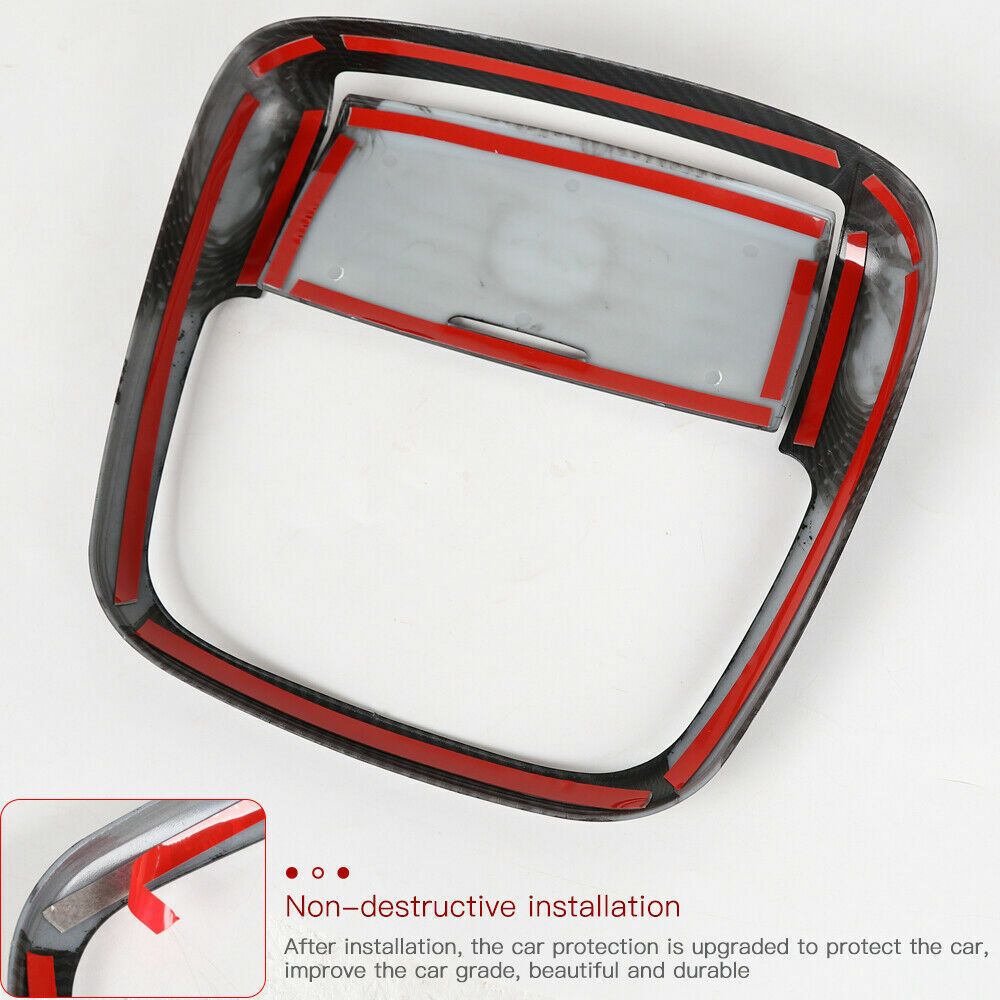 Non-destructive installation
After installation, the car protection is upgraded to protect the car,
improve the car grade, beautiful and durable